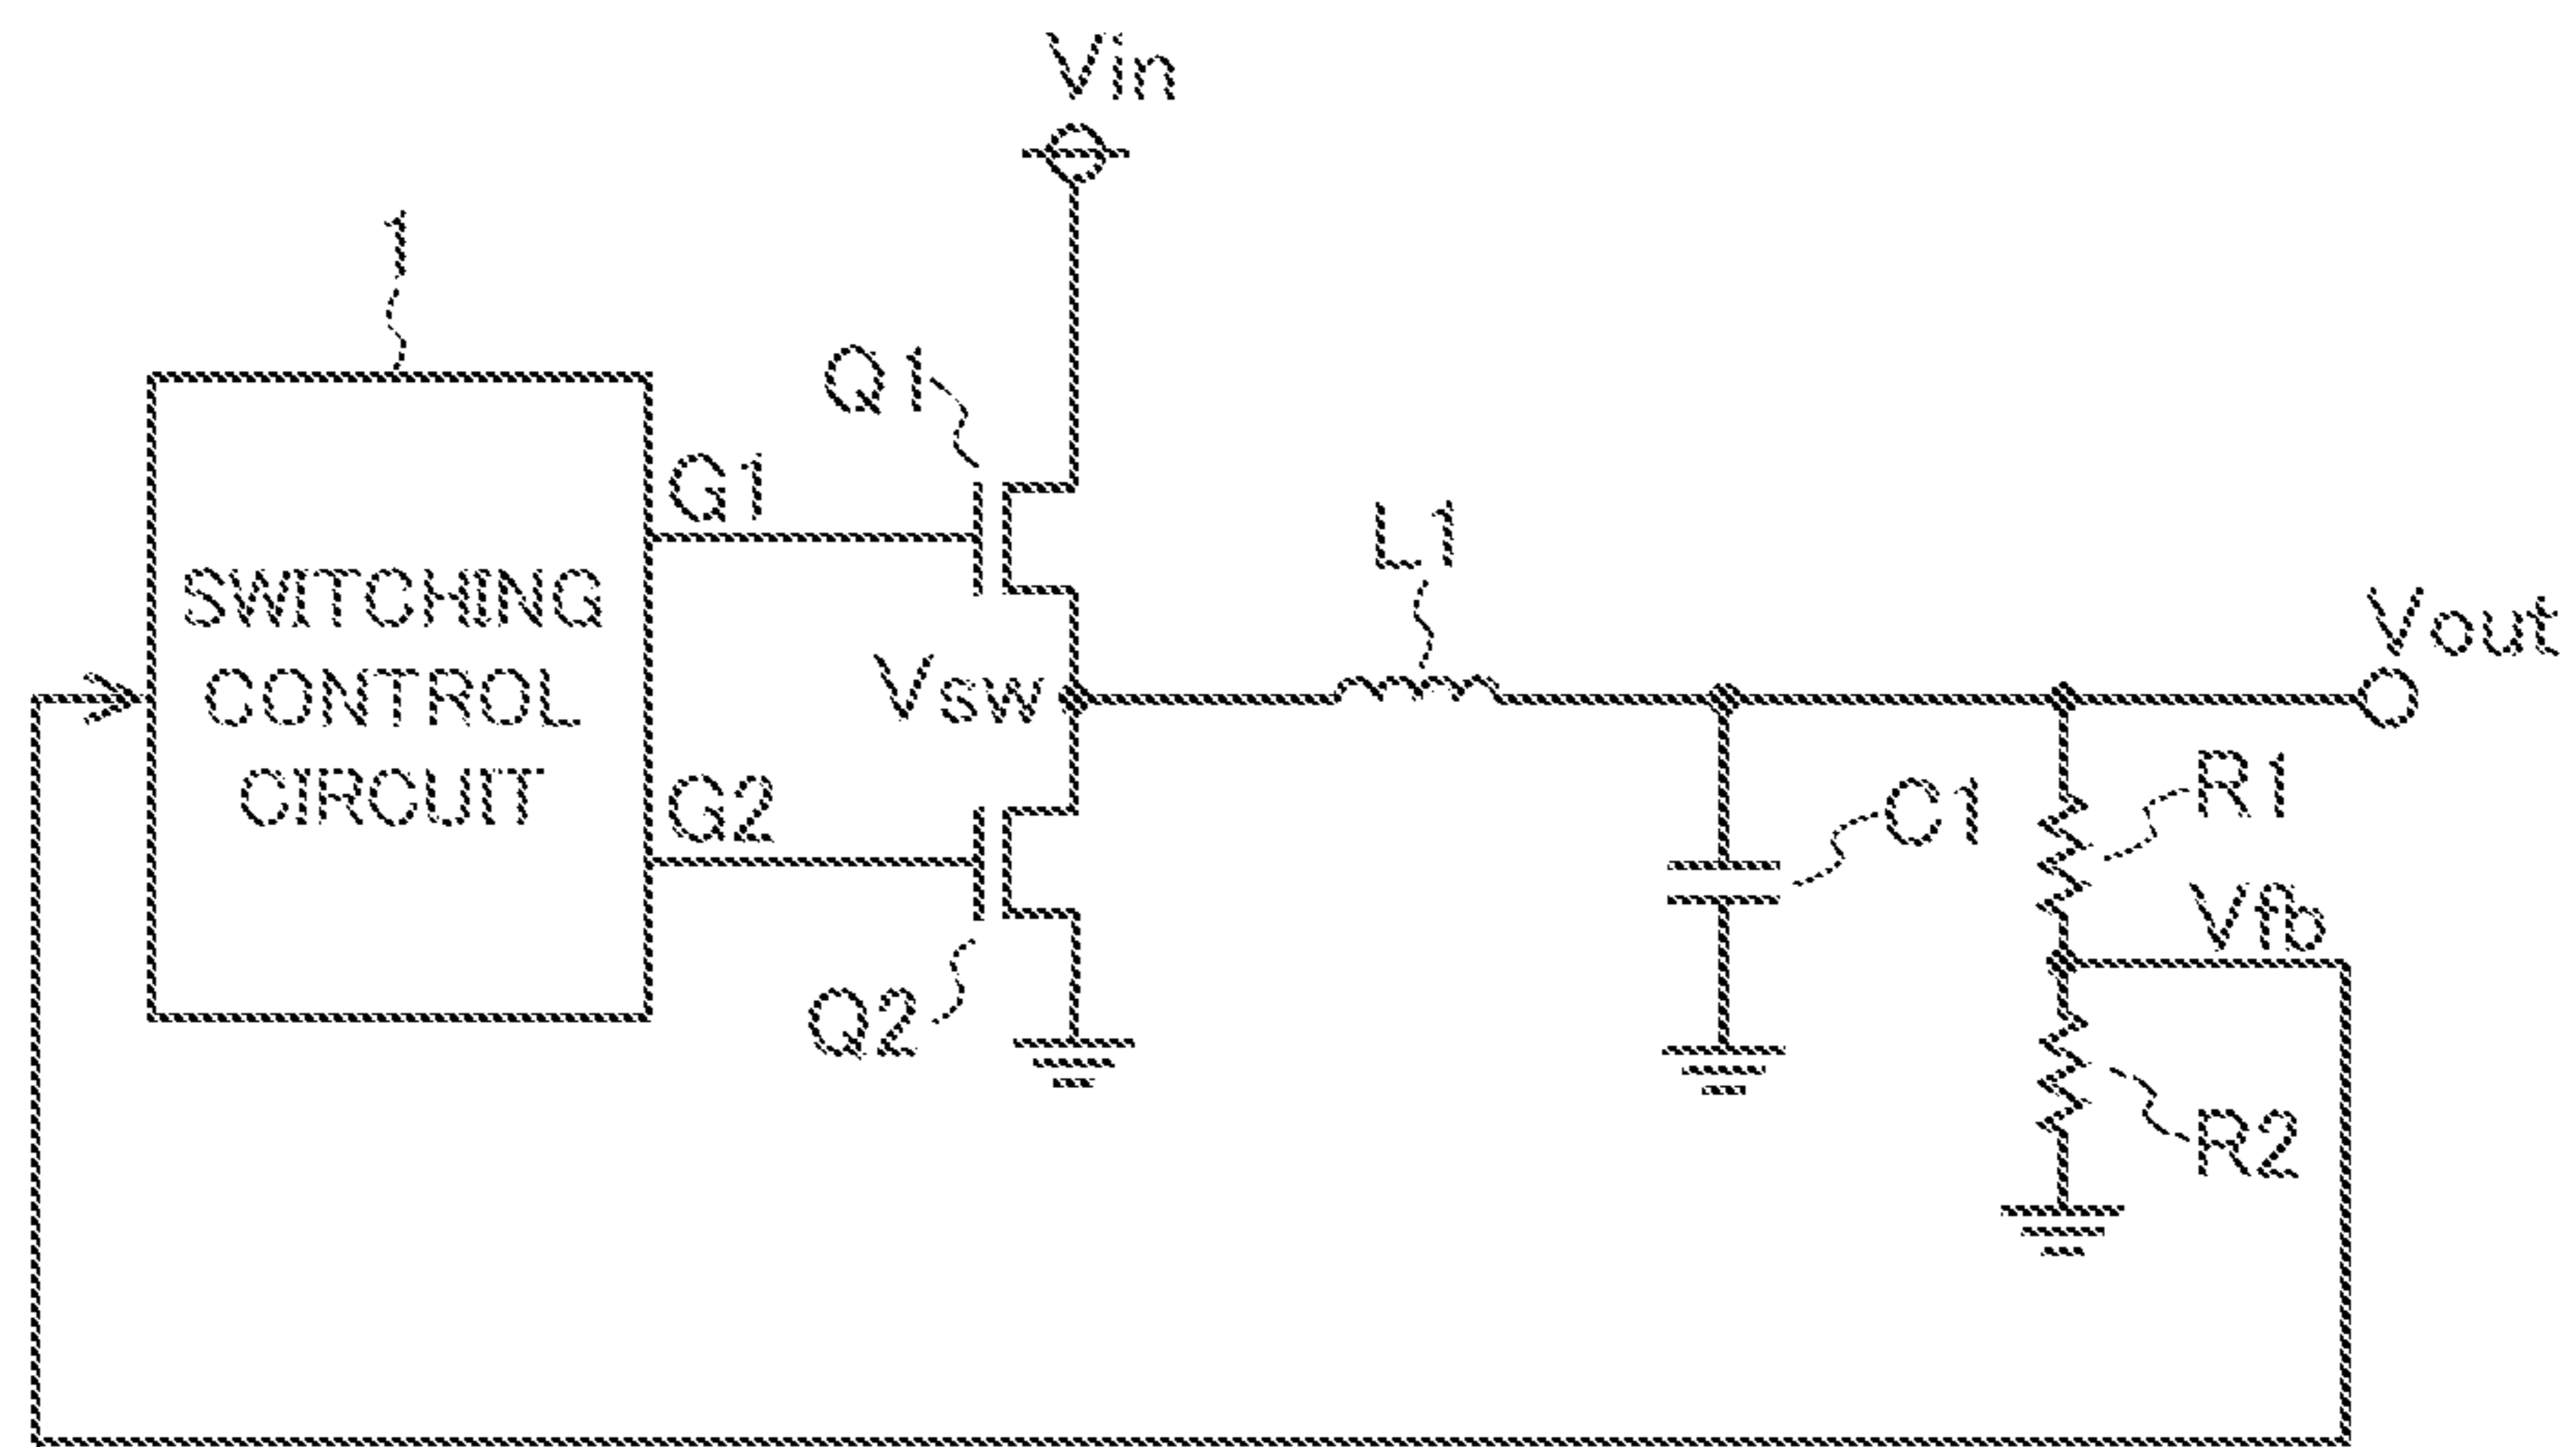 Vin
1
Q1
G1
L1
SWITCHING
CONTROL
CIRCUIT
Vsw
Vout
G2
C1
R1
Vfb
Q2
R2